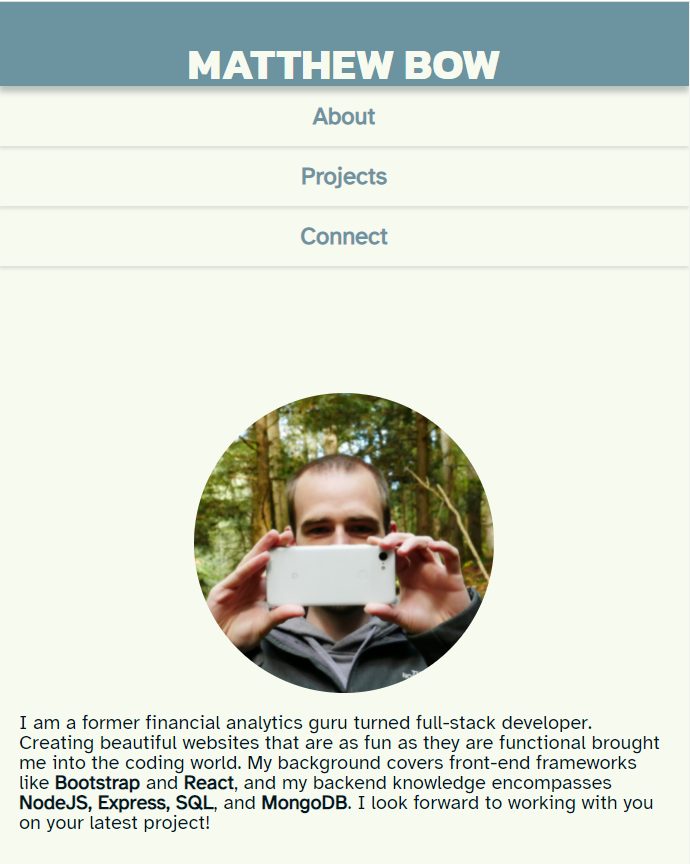 MATTHEW BOW
About
Projects
Connect
I am a former financial analytics guru turned full-stack developer.
Creating beautiful websites that are as fun as they are functional brought
me into the coding world. My background covers front-end frameworks
like Bootstrap and React, and my backend knowledge encompasses
NodeJS, Express, SQL, and MongoDB. I look forward to working with you
on your latest project!